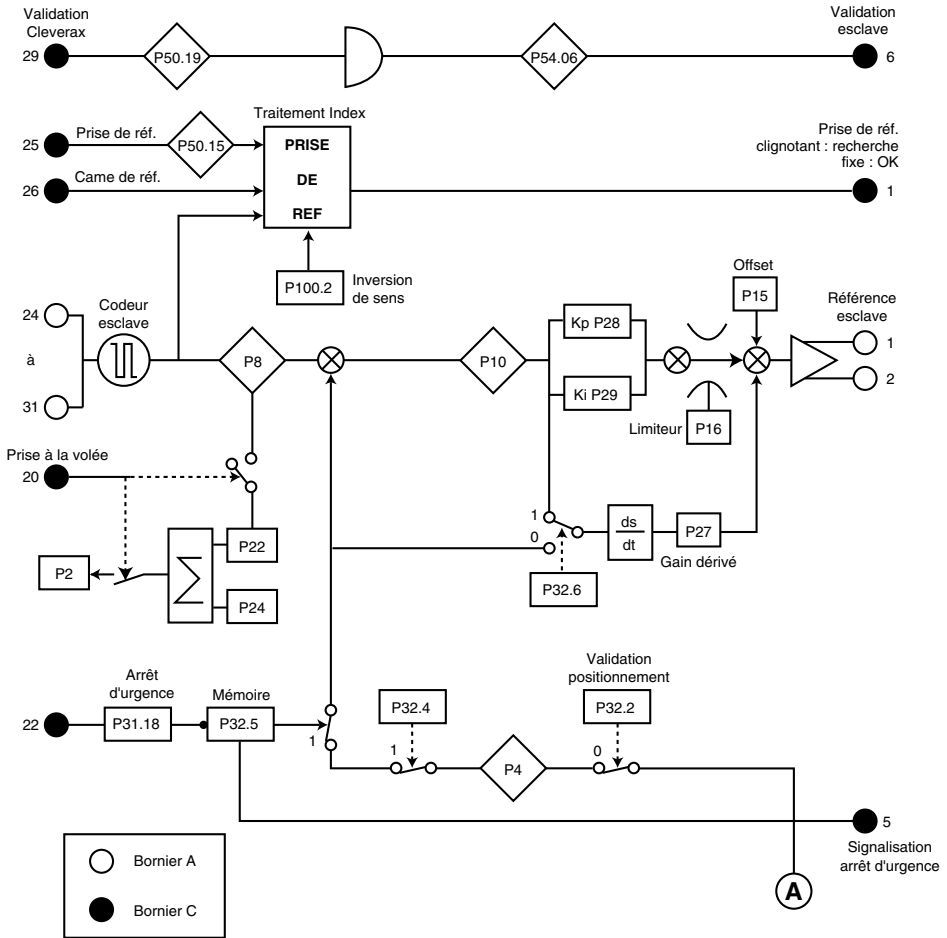 Validation
Cleverax
29
P50.19
P54.06
Validation
esclave
6
Traitement Index
25
Prise de réf.
P50.15
PRISE
DE
REF
26
Came de réf.
Prise de réf.
clignotant : recherche
fixe : OK
1
P100.2
Inversion
de sens
24
à
31
Codeur
esclave
P8
P10
Kp P28
Ki P29
Offset
P15
Limiteur
P16
Référence
esclave
1
2
Prise à la volée
20
P2
Σ
P22
P24
1
0
ds
dt
P27
Gain dérivé
P32.6
22
Arrêt
d'urgence
P31.18
Mémoire
P32.5
1
P32.4
1
P4
Validation
positionnement
P32.2
0
5
Signalisation
arrêt d'urgence
A
Bornier A
Bornier C